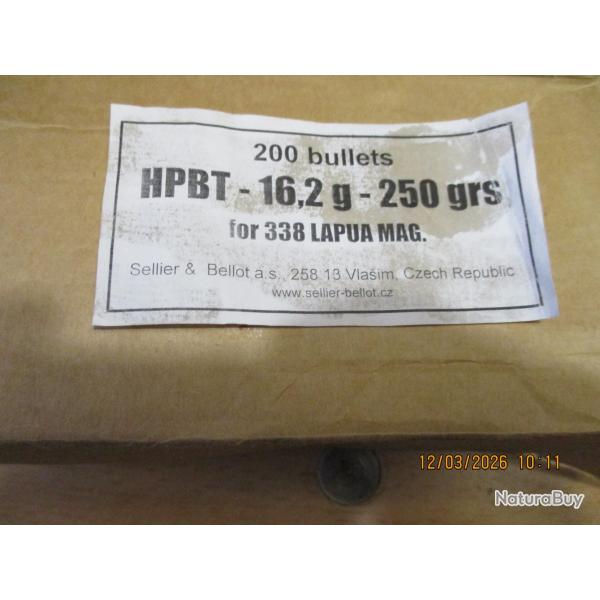 200 bullets
HPBT - 16,2 g - 250 grs
for 338 LAPUA MAG.
Sellier & Bellot a.s., 258 13 Vlašim, Czech Republic
www.sellier-bellot.cz
12/03/2026 10:11
NaturaBuy